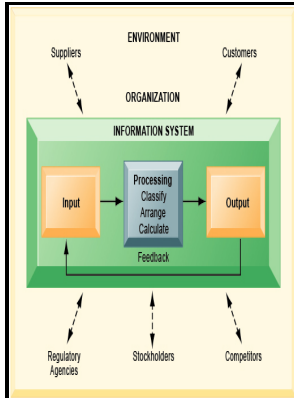 ENVIRONMENT
Suppliers
Customers
ORGANIZATION
INFORMATION SYSTEM
Input
Processing
Classify
Arrange
Calculate
Output
Feedback
Regulatory
Agencies
Stockholders
Competitors